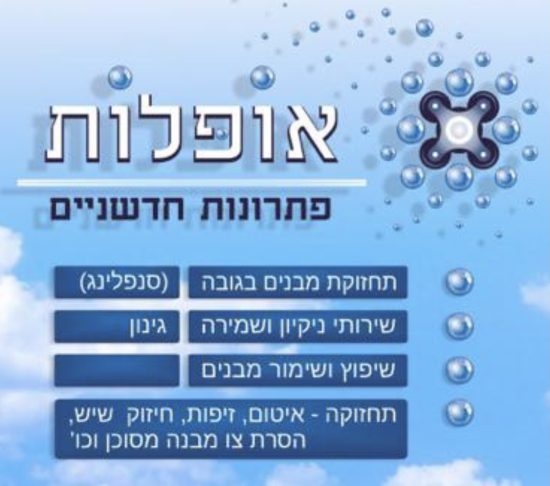 אופלות
פתרונות חדשניים
תחזוקת מבנים בגובה (סנפלינג)
שירותי ניקיון ושמירה גינון
שיפוץ ושימור מבנים
תחזוקה - איטום, זיפות, חיזוק שיש,
הסרת צו מבנה מסוכן וכו'